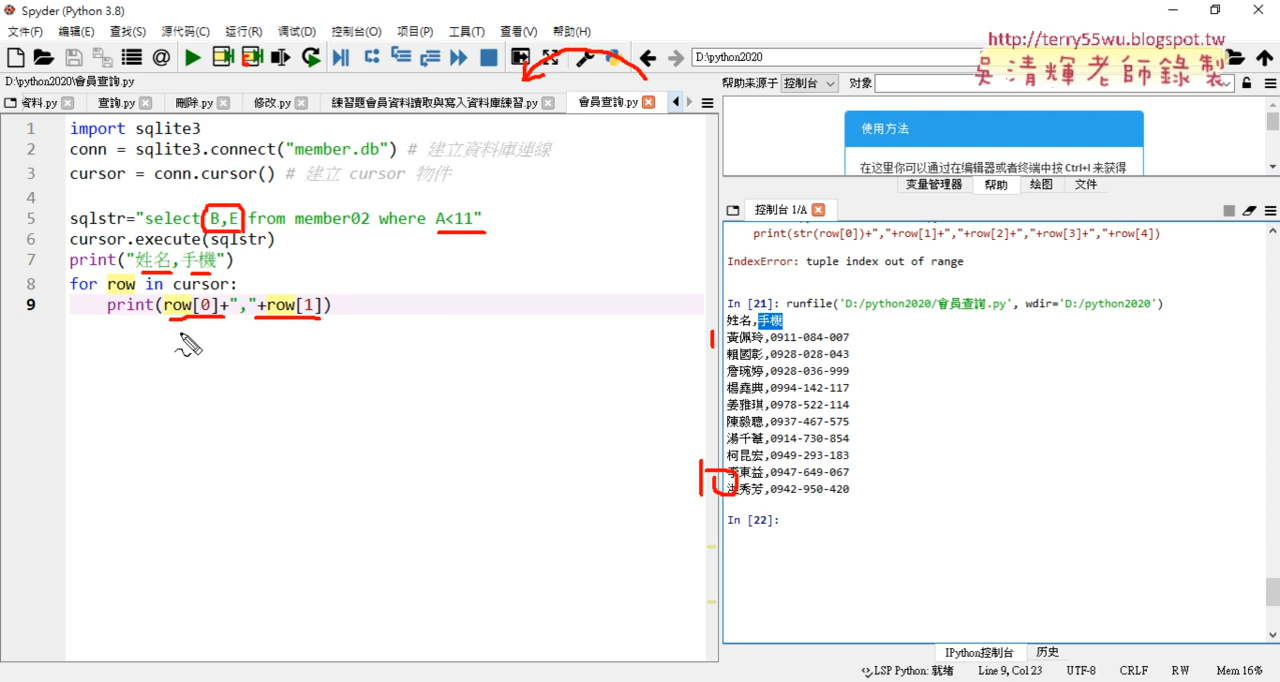 Spyder (Python 3.8)
文件(F) 编辑(E) 查找(S) 源代码(C) 运行(R) 调试(D) 控制台(O) 项目(P) 工具(T) 查看(V) 帮助(H)
http://terry55wu.blogspot.tw
D:\python2020
吳清輝老師錄製
D:\python2020\會員查詢.py
帮助来源于 控制台 对象
資料.py 查詢.py 刪除.py 修改.py 練習題會員資料讀取與寫入資料庫練習.py 會員查詢.py
使用方法
在这里你可以通过在编辑器或者终端中按 Ctrl+I 来获得
变量管理器 帮助 绘图 文件
控制台 1/A
1 import sqlite3
2 conn = sqlite3.connect("member.db") # 建立資料庫連線
3 cursor = conn.cursor() # 建立 cursor 物件
4
5 sqlstr="select B,E from member02 where A<11"
6 cursor.execute(sqlstr)
7 print("姓名,手機")
8 for row in cursor:
9 print(row[0]+","+row[1])
print(str(row[0])+","+row[1]+","+row[2]+","+row[3]+","+row[4])
IndexError: tuple index out of range
In [21]: runfile('D:/python2020/會員查詢.py', wdir='D:/python2020')
姓名,手機
黃佩玲,0911-084-007
賴國彰,0928-028-043
詹琬婷,0928-036-999
楊堯典,0994-142-117
姜雅琪,0978-522-114
陳毅聰,0937-467-575
湯千,0914-730-854
柯昆宏,0949-293-183
李東益,0947-649-067
洪秀芳,0942-950-420
In [22]:
IPython控制台 历史
LSP Python: 就绪 Line 9, Col 23 UTF-8 CRLF RW Mem 16%